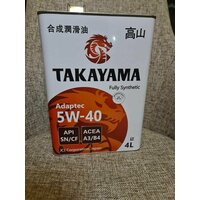 合成潤滑油 高山
TAKAYAMA
Fully Synthetic
Adaptec
5W-40
API SN/CF ACEA A3/B4
4L